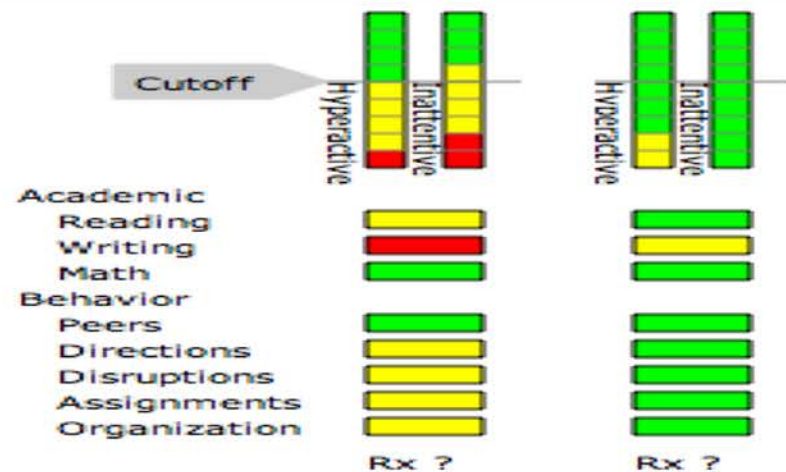 Cutoff
Hyperactive
Inattentive
Hyperactive
Inattentive
Academic
Reading
Writing
Math
Behavior
Peers
Directions
Disruptions
Assignments
Organization
Rx ? Rx ?